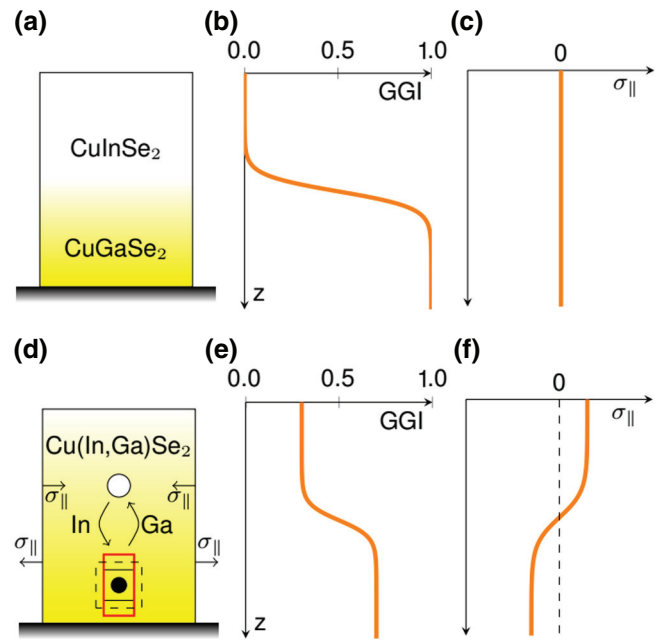 (a)
(b)
(c)
0.0 0.5 1.0
0
GGI
σ∥
CuInSe₂
CuGaSe₂
z
(d)
(e)
(f)
0.0 0.5 1.0
0
GGI
σ∥
Cu(In,Ga)Se₂
σ∥ σ∥
In Ga
σ∥ σ∥
z